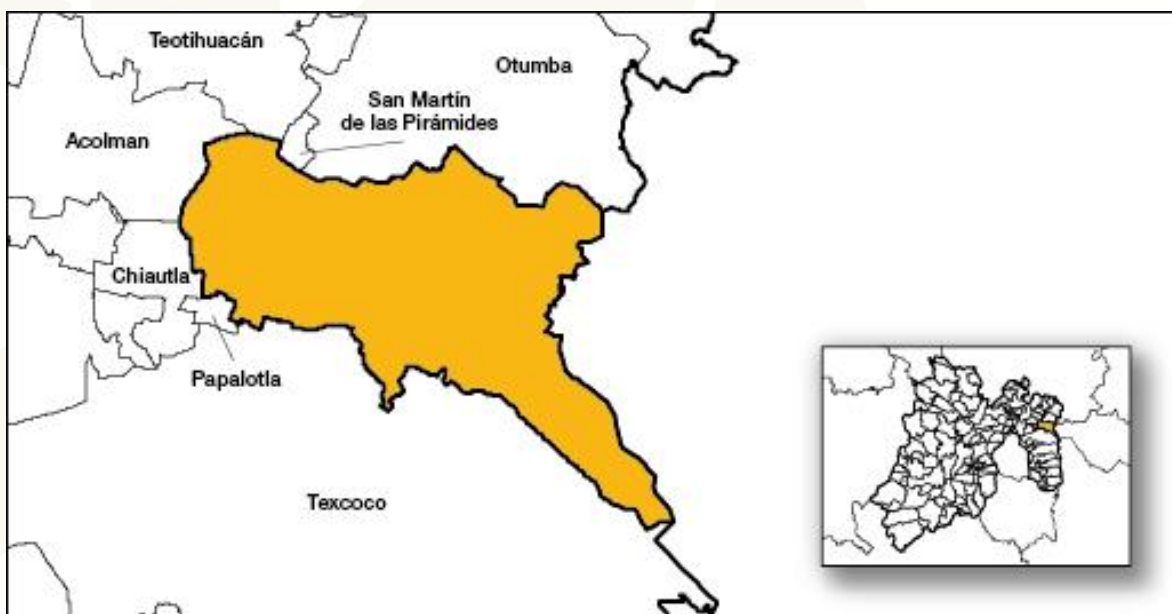 Teotihuacán
Otumba
San Martín
de las Pirámides
Acolman
Chiautla
Papalotla
Texcoco